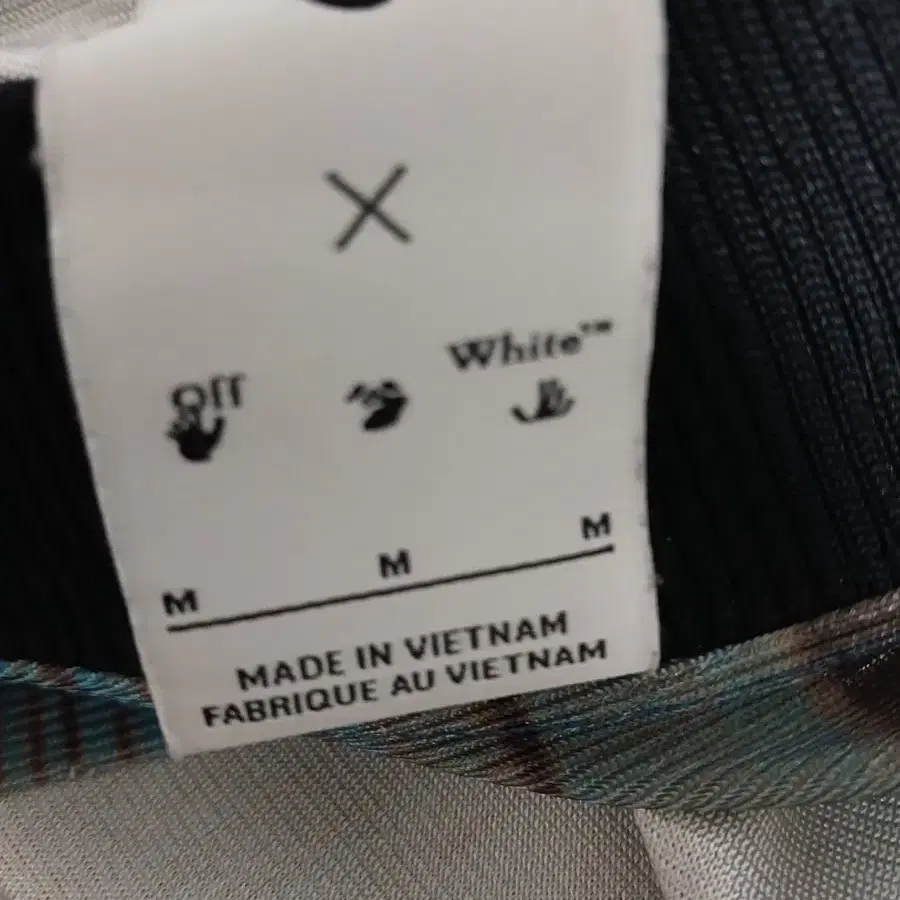 Off White™
M M M
MADE IN VIETNAM
FABRIQUE AU VIETNAM